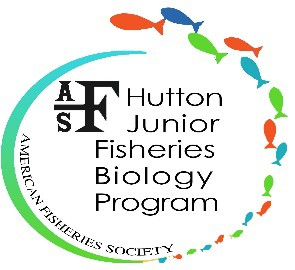 AFS
Hutton
Junior
Fisheries
Biology
Program
AMERICAN FISHERIES SOCIETY